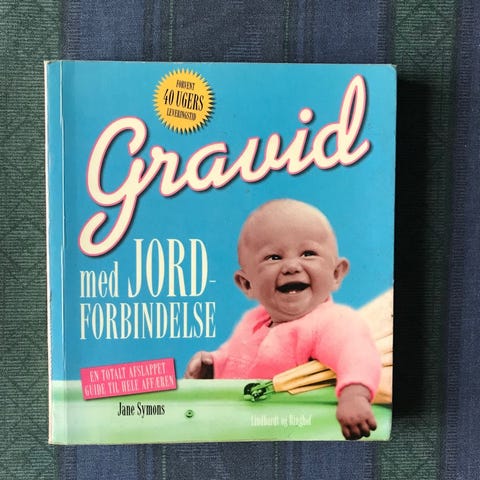 FORVENT
40 UGERS
LEVERINGSTID
Gravid
med JORD-
FORBINDELSE
EN TOTALT AFSLAPPET
GUIDE TIL HELE AFFÆREN
Jane Symons
Lindhardt og Ringhof